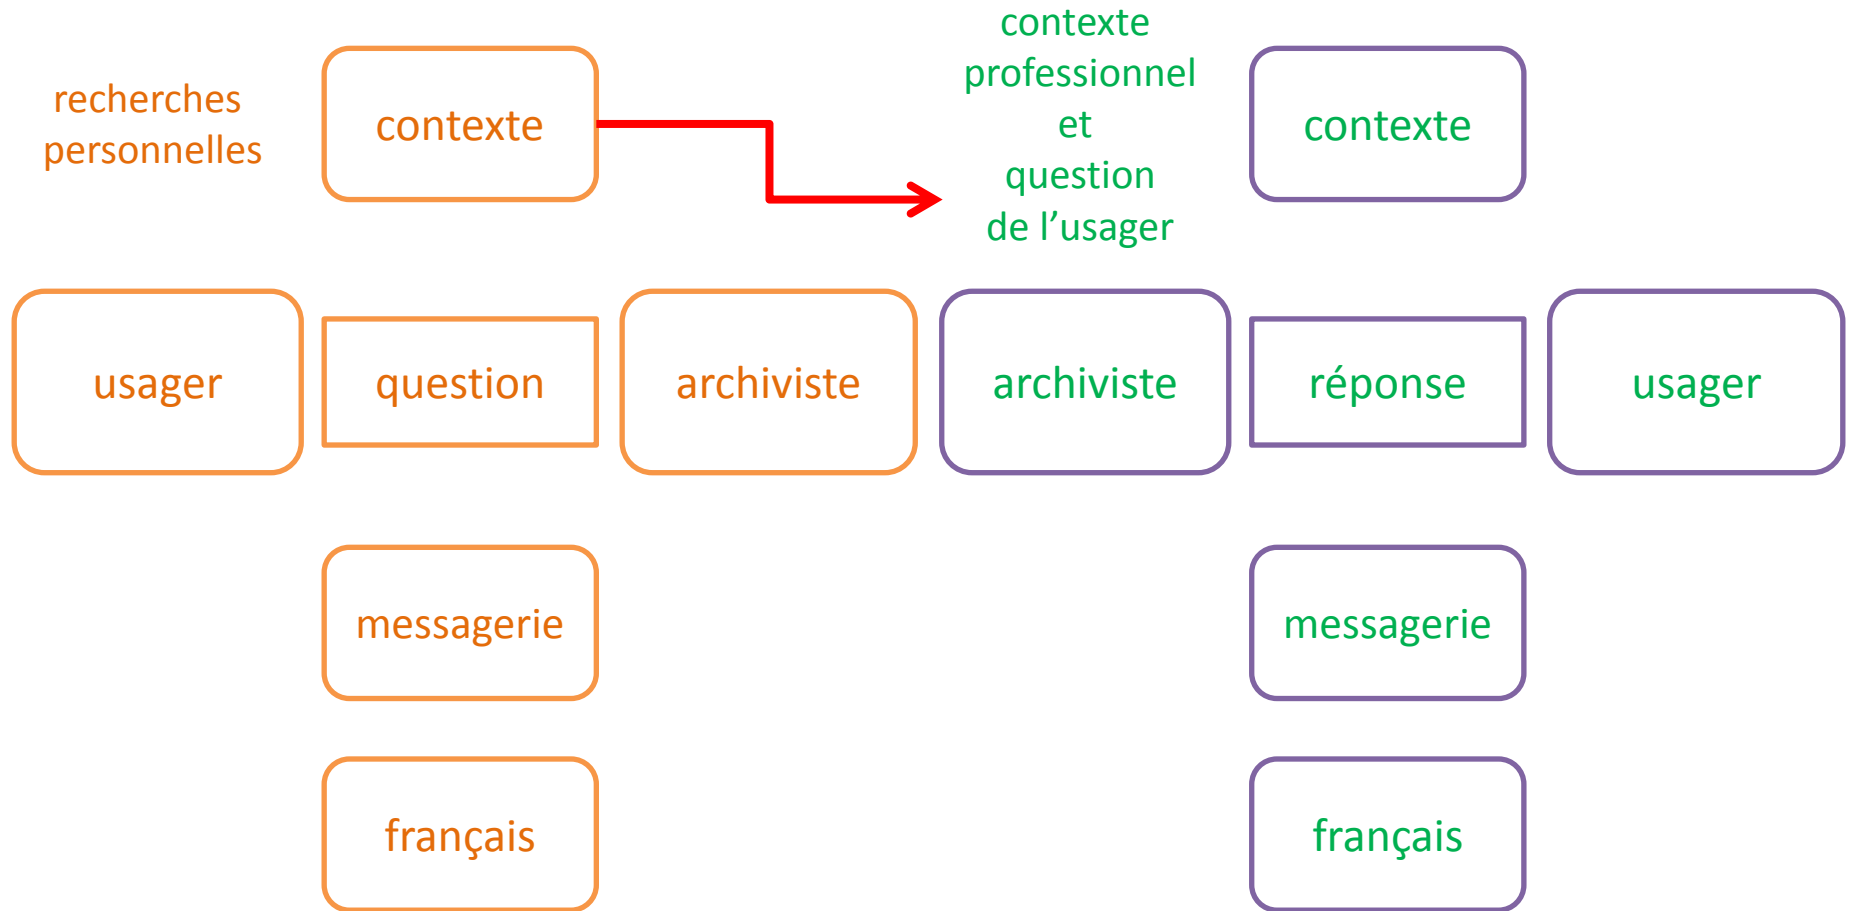 recherches
personnelles
contexte
contexte
professionnel
et
question
de l’usager
contexte
usager
question
archiviste
archiviste
réponse
usager
messagerie
messagerie
français
français